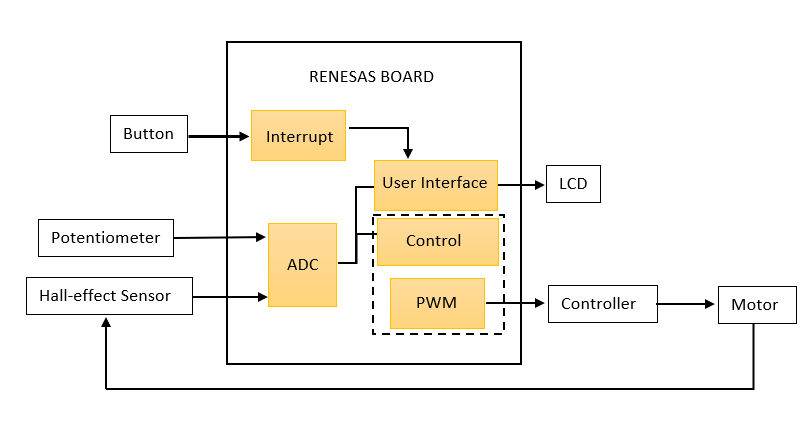 RENESAS BOARD
Button
Interrupt
User Interface
LCD
Potentiometer
Control
ADC
Hall-effect Sensor
PWM
Controller
Motor